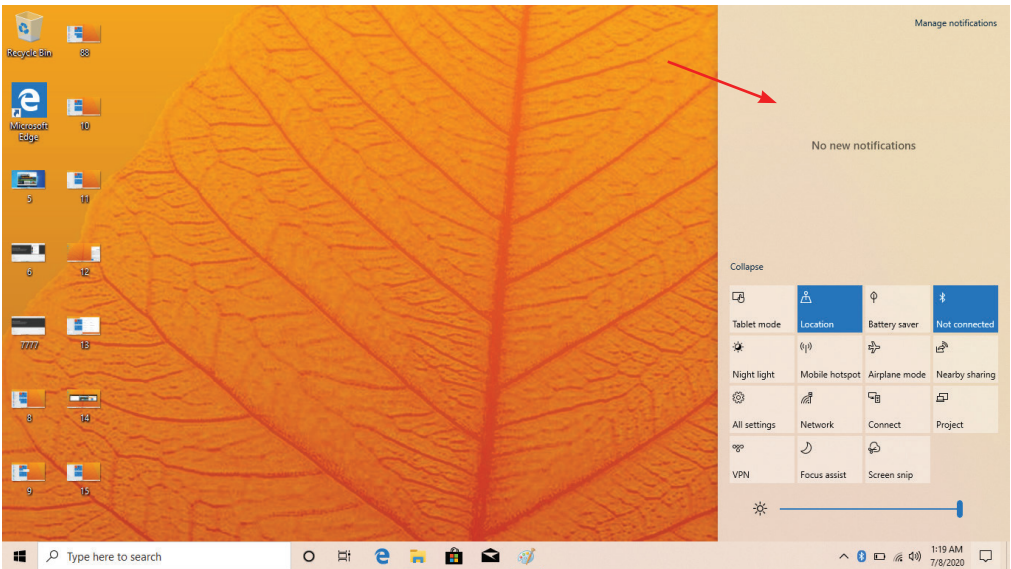 Manage notifications
Recycle Bin
88
Microsoft
Edge
10
5
11
No new notifications
6
12
Collapse
Tablet mode
Location
Battery saver
Not connected
7777
13
Night light
Mobile hotspot
Airplane mode
Nearby sharing
8
14
All settings
Network
Connect
Project
9
15
VPN
Focus assist
Screen snip
Type here to search
1:19 AM
7/8/2020